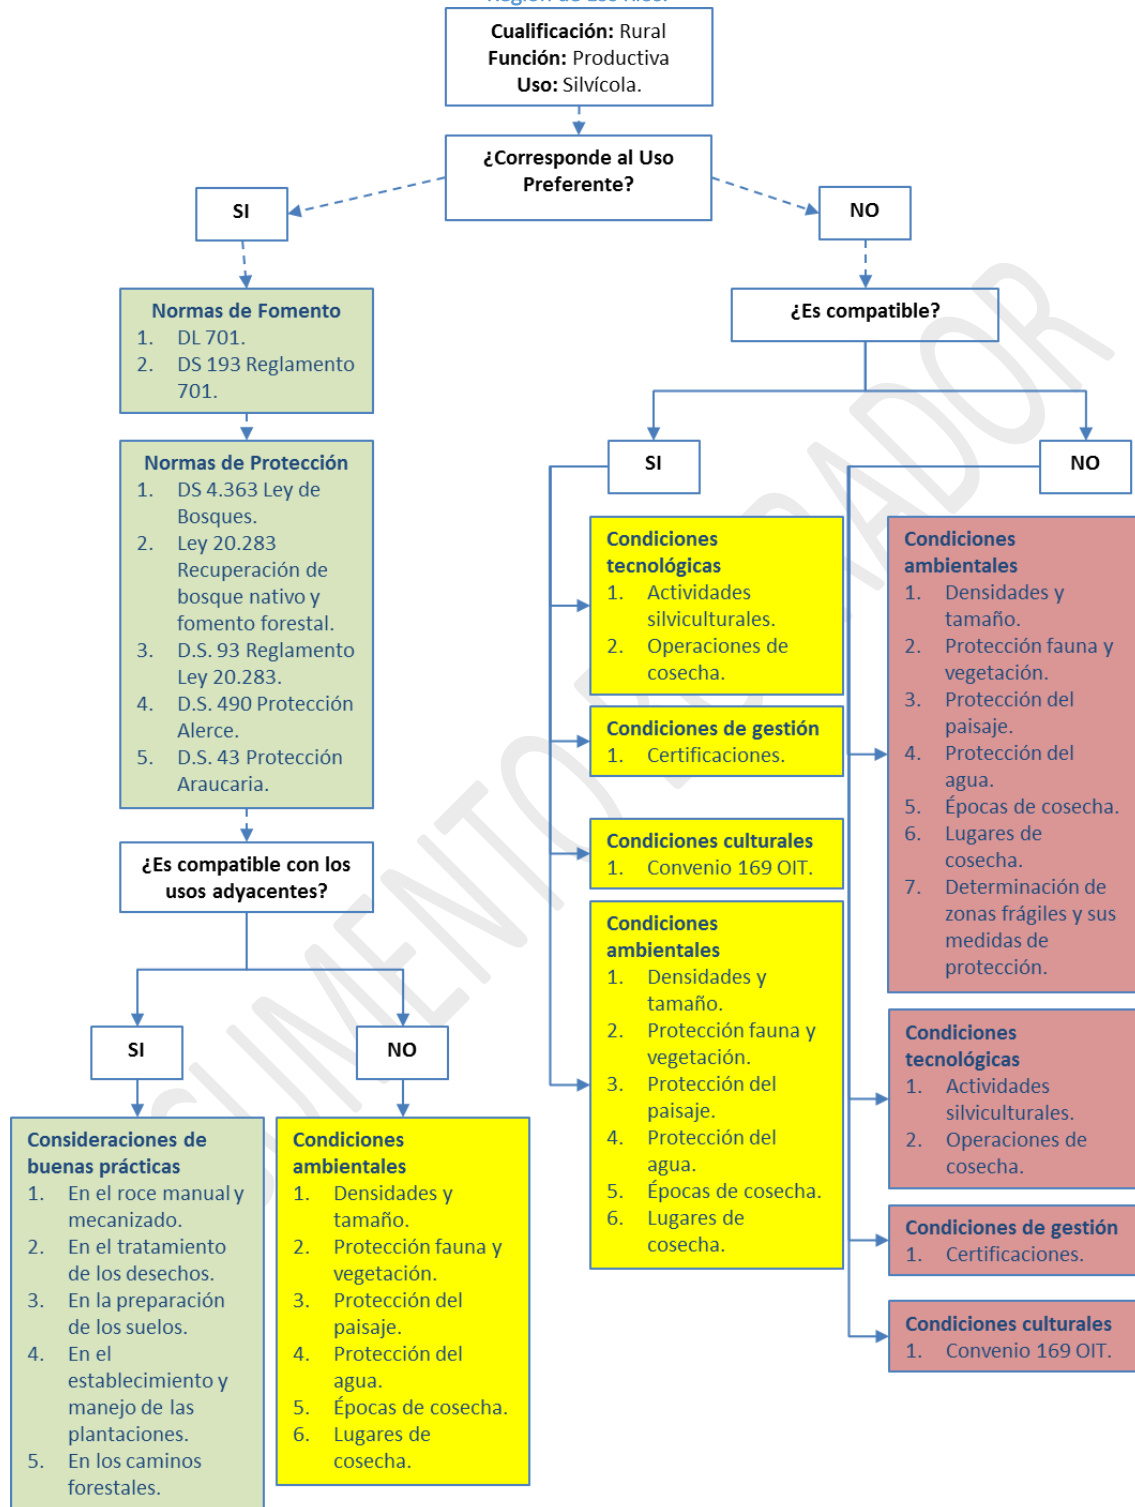 Región de Los Ríos.
Cualificación: Rural
Función: Productiva
Uso: Silvícola.
¿Corresponde al Uso
Preferente?
SI
NO
Normas de Fomento
1. DL 701.
2. DS 193 Reglamento
701.
¿Es compatible?
Normas de Protección
1. DS 4.363 Ley de
Bosques.
2. Ley 20.283
Recuperación de
bosque nativo y
fomento forestal.
3. D.S. 93 Reglamento
Ley 20.283.
4. D.S. 490 Protección
Alerce.
5. D.S. 43 Protección
Araucaria.
SI
NO
¿Es compatible con los
usos adyacentes?
SI
NO
Consideraciones de
buenas prácticas
1. En el roce manual y
mecanizado.
2. En el tratamiento
de los desechos.
3. En la preparación
de los suelos.
4. En el
establecimiento y
manejo de las
plantaciones.
5. En los caminos
forestales.
Condiciones
ambientales
1. Densidades y
tamaño.
2. Protección fauna y
vegetación.
3. Protección del
paisaje.
4. Protección del
agua.
5. Épocas de cosecha.
6. Lugares de
cosecha.
Condiciones
tecnológicas
1. Actividades
silviculturales.
2. Operaciones de
cosecha.
Condiciones de gestión
1. Certificaciones.
Condiciones culturales
1. Convenio 169 OIT.
Condiciones
ambientales
1. Densidades y
tamaño.
2. Protección fauna y
vegetación.
3. Protección del
paisaje.
4. Protección del
agua.
5. Épocas de cosecha.
6. Lugares de
cosecha.
Condiciones
ambientales
1. Densidades y
tamaño.
2. Protección fauna y
vegetación.
3. Protección del
paisaje.
4. Protección del
agua.
5. Épocas de cosecha.
6. Lugares de
cosecha.
7. Determinación de
zonas frágiles y sus
medidas de
protección.
Condiciones
tecnológicas
1. Actividades
silviculturales.
2. Operaciones de
cosecha.
Condiciones de gestión
1. Certificaciones.
Condiciones culturales
1. Convenio 169 OIT.